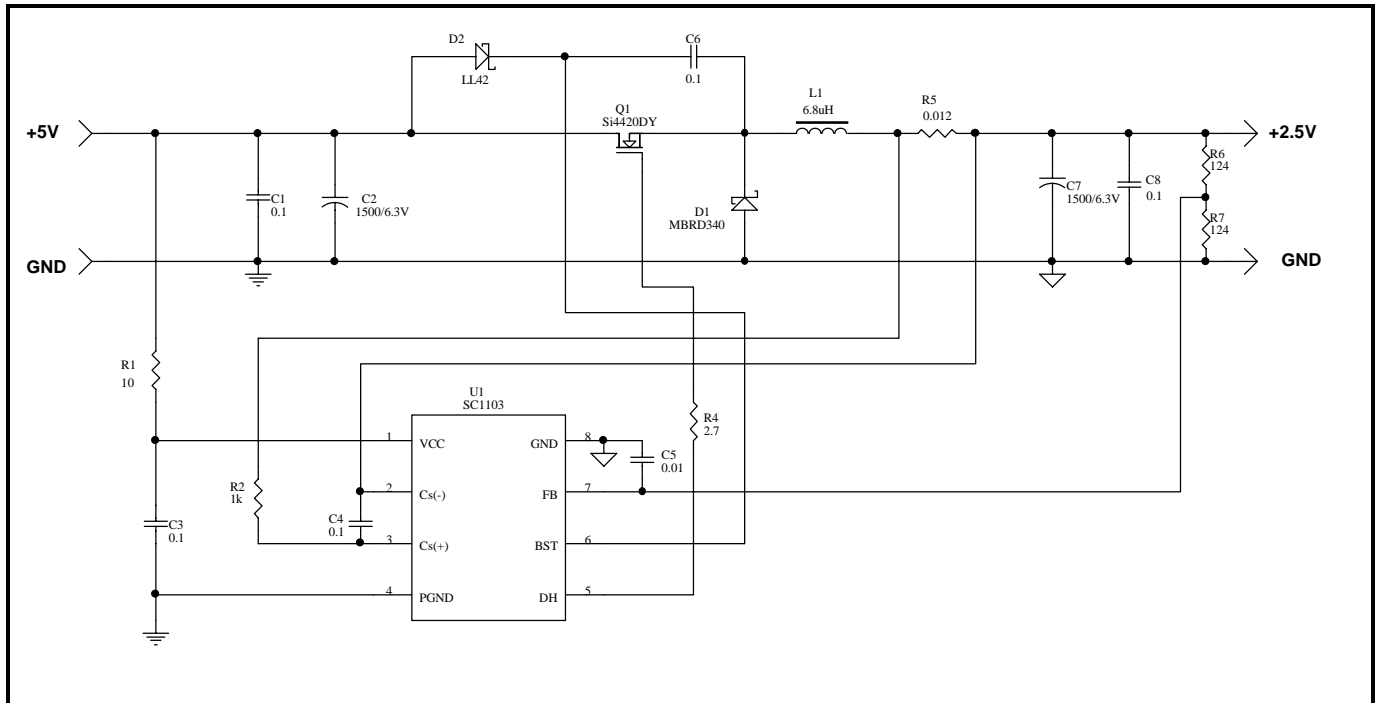 D2
LL42
C6
0.1
Q1
Si4420DY
L1
6.8uH
R5
0.012
+5V
+2.5V
C1
0.1
C2
1500/6.3V
D1
MBRD340
C7
1500/6.3V
C8
0.1
R6
124
R7
124
GND
GND
R1
10
U1
SC1103
R4
2.7
1
VCC
GND
8
C5
0.01
R2
1k
2
Cs(-)
FB
7
C3
0.1
C4
0.1
3
Cs(+)
BST
6
4
PGND
DH
5